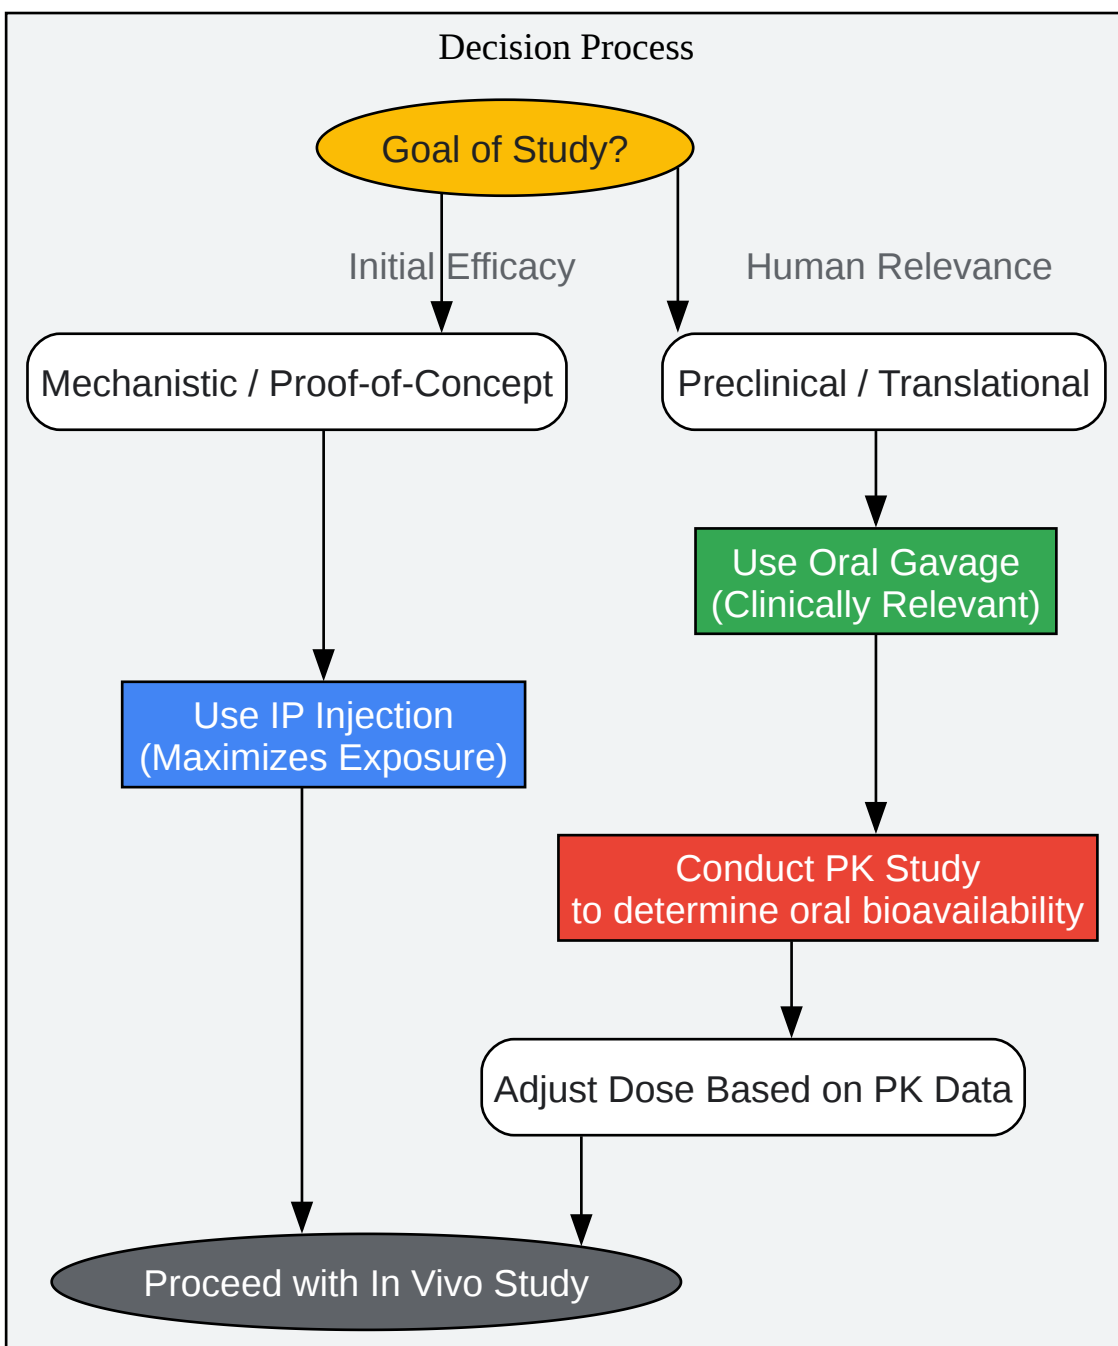 Decision Process
Goal of Study?
Initial Efficacy
Human Relevance
Mechanistic / Proof-of-Concept
Preclinical / Translational
Use Oral Gavage
(Clinically Relevant)
Use IP Injection
(Maximizes Exposure)
Conduct PK Study
to determine oral bioavailability
Adjust Dose Based on PK Data
Proceed with In Vivo Study